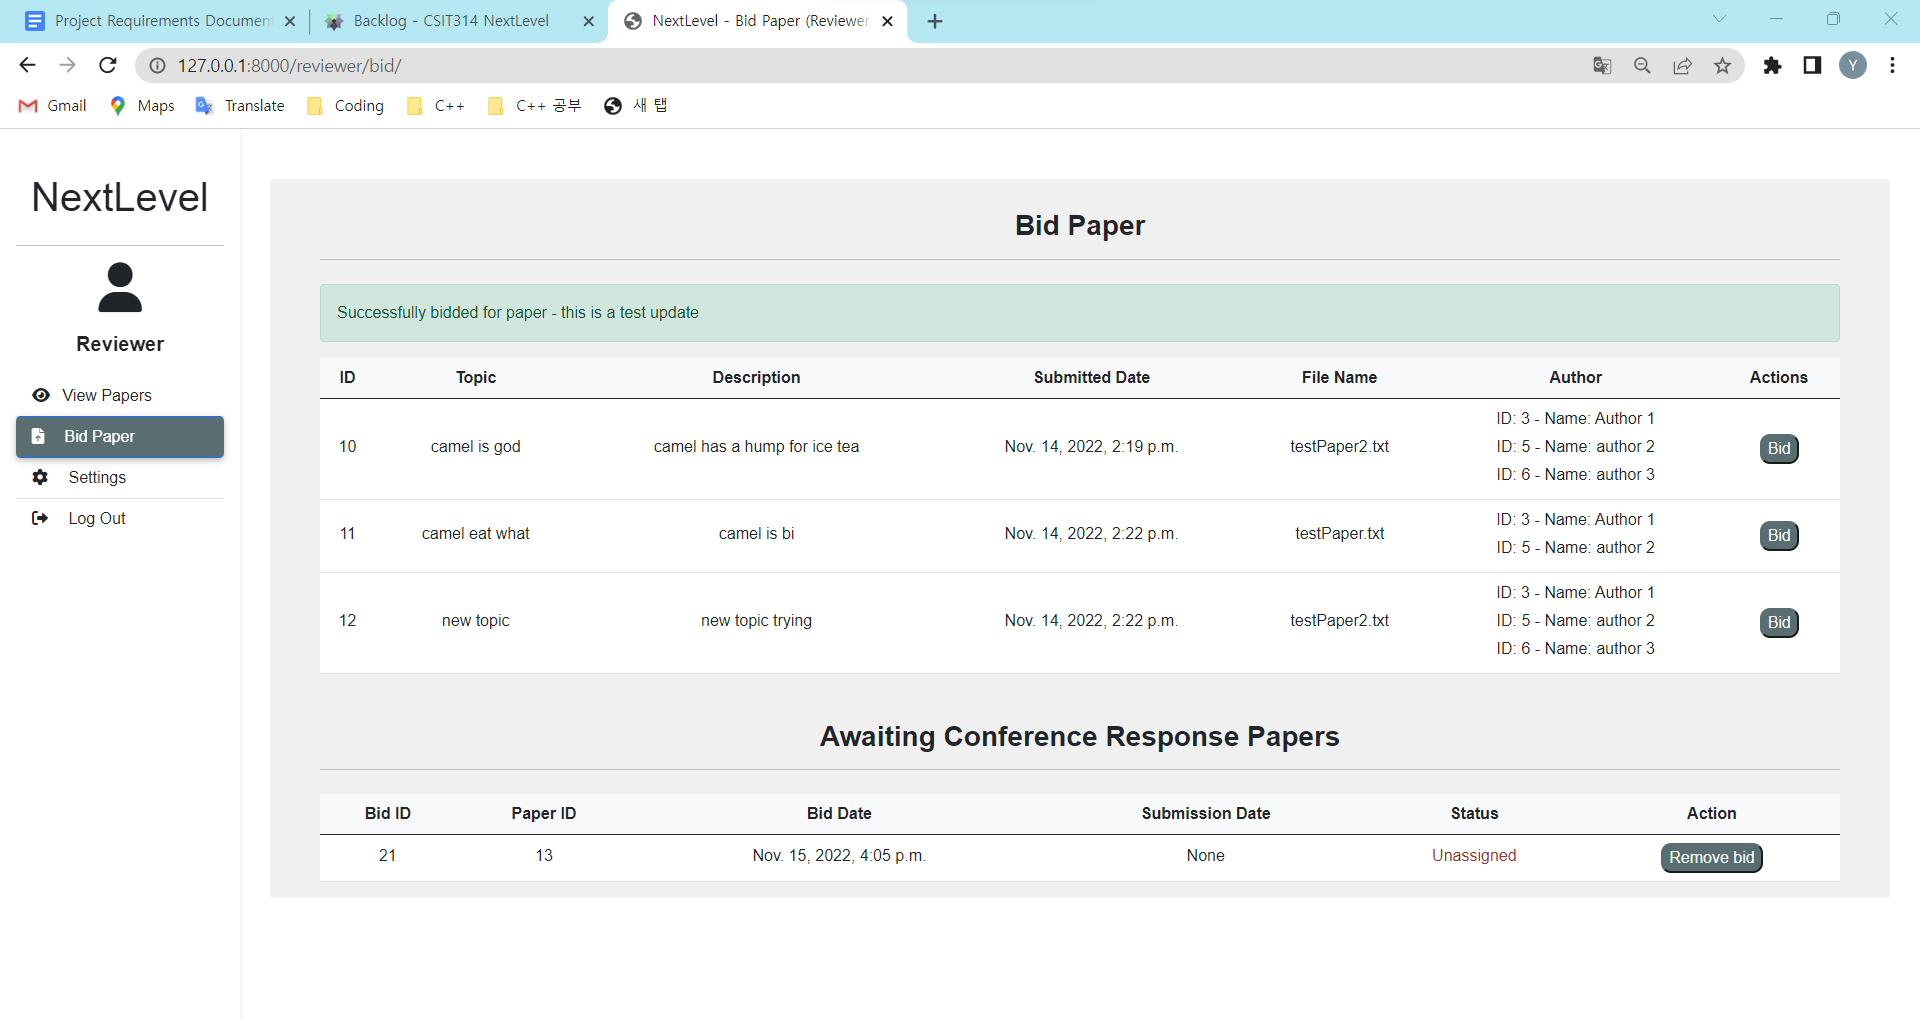 Project Requirements Documen
Backlog - CSIT314 NextLevel
NextLevel - Bid Paper (Reviewer
127.0.0.1:8000/reviewer/bid/
Y
Gmail
Maps
Translate
Coding
C++
C++ 공부
새 탭
NextLevel
Reviewer
View Papers
Bid Paper
Settings
Log Out
Bid Paper
Successfully bidded for paper - this is a test update
ID Topic Description Submitted Date File Name Author Actions
10 camel is god camel has a hump for ice tea Nov. 14, 2022, 2:19 p.m. testPaper2.txt ID: 3 - Name: Author 1
ID: 5 - Name: author 2
ID: 6 - Name: author 3
Bid
11 camel eat what camel is bi Nov. 14, 2022, 2:22 p.m. testPaper.txt ID: 3 - Name: Author 1
ID: 5 - Name: author 2
Bid
12 new topic new topic trying Nov. 14, 2022, 2:22 p.m. testPaper2.txt ID: 3 - Name: Author 1
ID: 5 - Name: author 2
ID: 6 - Name: author 3
Bid
Awaiting Conference Response Papers
Bid ID Paper ID Bid Date Submission Date Status Action
21 13 Nov. 15, 2022, 4:05 p.m. None Unassigned Remove bid